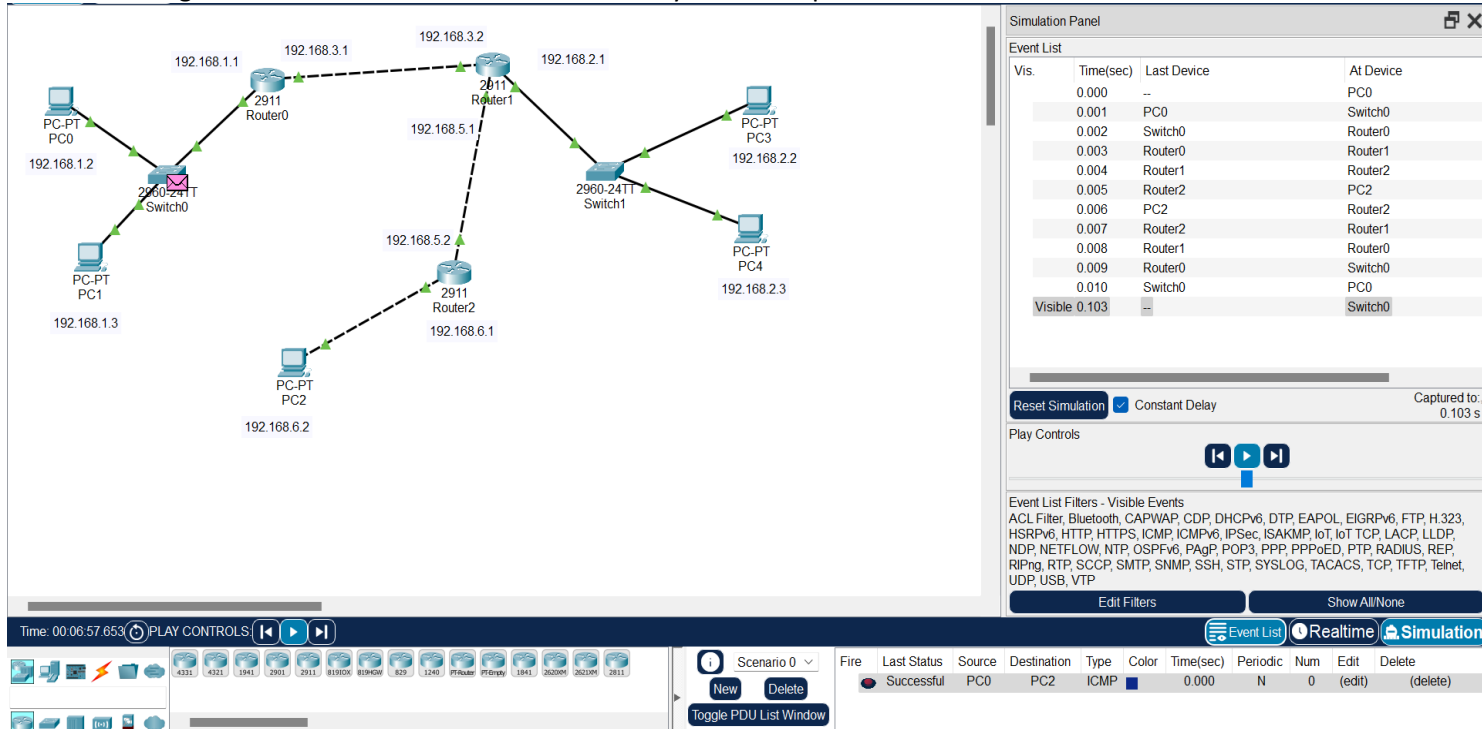 192.168.3.2
192.168.3.1
192.168.1.1
192.168.2.1
2911
Router0
2911
Router1
PC-PT
PC0
PC-PT
PC3
192.168.5.1
192.168.1.2
192.168.2.2
2960-24TT
Switch0
2960-24TT
Switch1
192.168.5.2
PC-PT
PC4
PC-PT
PC1
2911
Router2
192.168.2.3
192.168.1.3
192.168.6.1
PC-PT
PC2
192.168.6.2
Simulation Panel
Event List
Vis. Time(sec) Last Device At Device
0.000 -- PC0
0.001 PC0 Switch0
0.002 Switch0 Router0
0.003 Router0 Router1
0.004 Router1 Router2
0.005 Router2 PC2
0.006 PC2 Router2
0.007 Router2 Router1
0.008 Router1 Router0
0.009 Router0 Switch0
0.010 Switch0 PC0
Visible 0.103 -- Switch0
Reset Simulation Constant Delay Captured to:
0.103 s
Play Controls
Event List Filters - Visible Events
ACL Filter, Bluetooth, CAPWAP, CDP, DHCPv6, DTP, EAPOL, EIGRPv6, FTP, H.323,
HSRPv6, HTTP, HTTPS, ICMP, ICMPv6, IPSec, ISAKMP, IoT, IoT TCP, LACP, LLDP,
NDP, NETFLOW, NTP, OSPFv6, PAgP, POP3, PPP, PPPoED, PTP, RADIUS, REP,
RIPng, RTP, SCCP, SMTP, SNMP, SSH, STP, SYSLOG, TACACS, TCP, TFTP, Telnet,
UDP, USB, VTP
Edit Filters Show All/None
Time: 00:06:57.653 PLAY CONTROLS:
Event List Realtime Simulation
4331 4321 1941 2901 2911 819IOX 819HGW 829 1240 PT-Router PT-Empty 1841 2620XM 2621XM 2811
Scenario 0
New Delete
Toggle PDU List Window
Fire Last Status Source Destination Type Color Time(sec) Periodic Num Edit Delete
Successful PC0 PC2 ICMP 0.000 N 0 (edit) (delete)